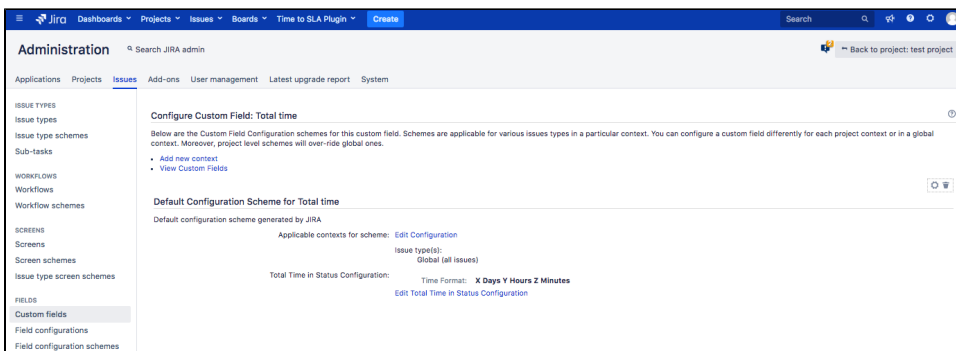 Jira Dashboards Projects Issues Boards Time to SLA Plugin Create Search
Administration Search JIRA admin Back to project: test project
Applications Projects Issues Add-ons User management Latest upgrade report System
ISSUE TYPES
Issue types
Issue type schemes
Sub-tasks
WORKFLOWS
Workflows
Workflow schemes
SCREENS
Screens
Screen schemes
Issue type screen schemes
FIELDS
Custom fields
Field configurations
Field configuration schemes
Configure Custom Field: Total time
Below are the Custom Field Configuration schemes for this custom field. Schemes are applicable for various issues types in a particular context. You can configure a custom field differently for each project context or in a global
context. Moreover, project level schemes will over-ride global ones.
• Add new context
• View Custom Fields
Default Configuration Scheme for Total time
Default configuration scheme generated by JIRA
Applicable contexts for scheme: Edit Configuration
Issue type(s):
Global (all issues)
Total Time in Status Configuration:
Time Format: X Days Y Hours Z Minutes
Edit Total Time in Status Configuration